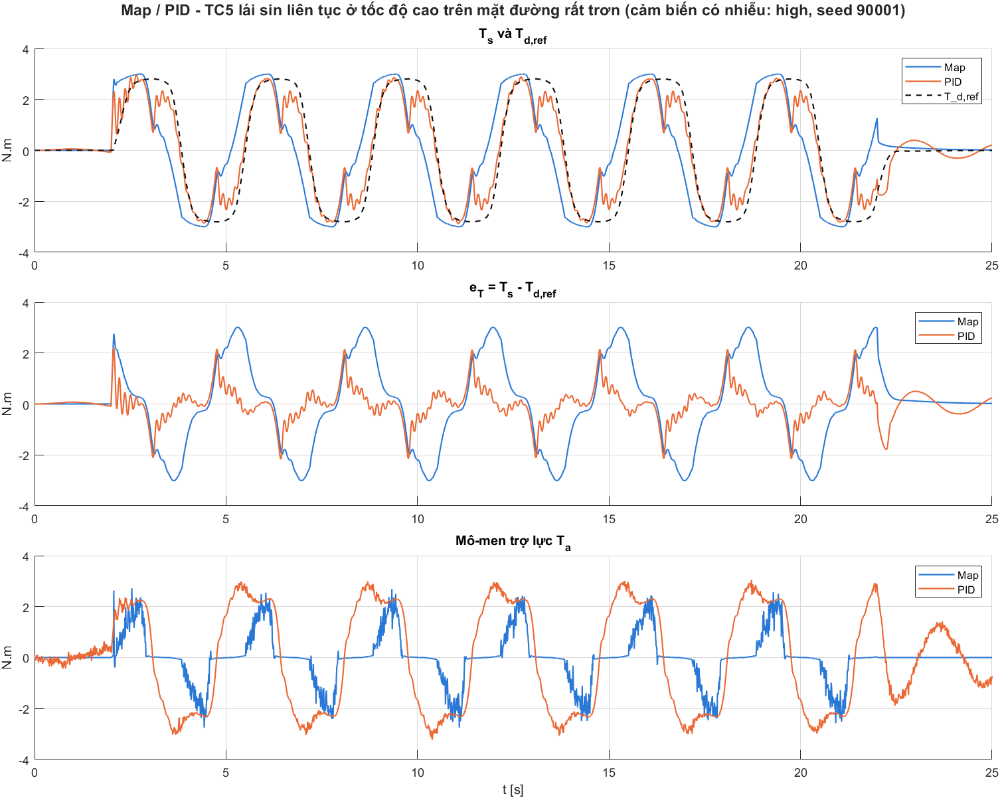 Map / PID - TC5 lái sin liên tục ở tốc độ cao trên mặt đường rất trơn (cảm biến có nhiễu: high, seed 90001)
T_s và T_d,ref
N.m
4
2
0
-2
-4
0 5 10 15 20 25
Map
PID
T_d,ref
e_T = T_s - T_d,ref
N.m
4
2
0
-2
-4
0 5 10 15 20 25
Map
PID
Mô-men trợ lực T_a
N.m
4
2
0
-2
-4
0 5 10 15 20 25
Map
PID
t [s]